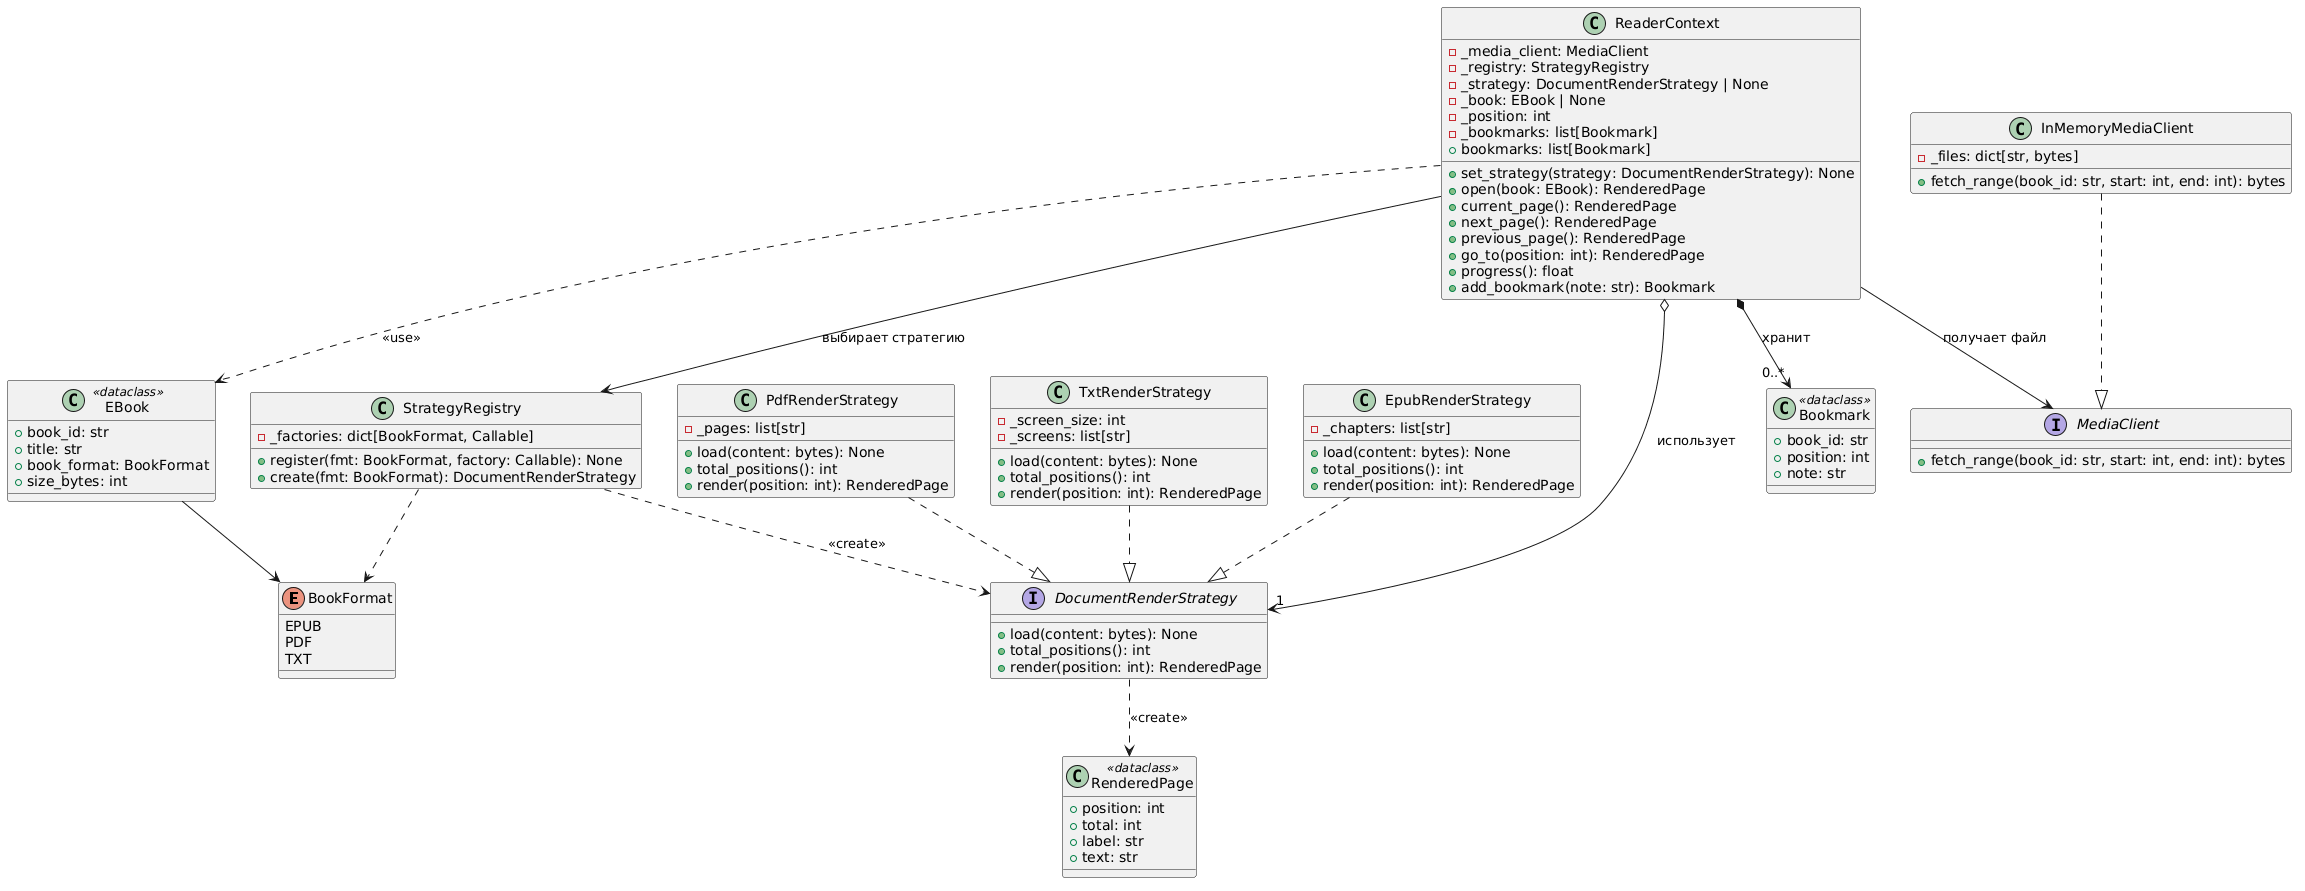 C ReaderContext
_media_client: MediaClient
_registry: StrategyRegistry
_strategy: DocumentRenderStrategy | None
_book: EBook | None
_position: int
_bookmarks: list[Bookmark]
bookmarks: list[Bookmark]
set_strategy(strategy: DocumentRenderStrategy): None
open(book: EBook): RenderedPage
current_page(): RenderedPage
next_page(): RenderedPage
previous_page(): RenderedPage
go_to(position: int): RenderedPage
progress(): float
add_bookmark(note: str): Bookmark
C InMemoryMediaClient
_files: dict[str, bytes]
fetch_range(book_id: str, start: int, end: int): bytes
«use»
выбирает стратегию
хранит
0..*
получает файл
использует
C «dataclass»
EBook
book_id: str
title: str
book_format: BookFormat
size_bytes: int
C StrategyRegistry
_factories: dict[BookFormat, Callable]
register(fmt: BookFormat, factory: Callable): None
create(fmt: BookFormat): DocumentRenderStrategy
C PdfRenderStrategy
_pages: list[str]
load(content: bytes): None
total_positions(): int
render(position: int): RenderedPage
C TxtRenderStrategy
_screen_size: int
_screens: list[str]
load(content: bytes): None
total_positions(): int
render(position: int): RenderedPage
C EpubRenderStrategy
_chapters: list[str]
load(content: bytes): None
total_positions(): int
render(position: int): RenderedPage
C «dataclass»
Bookmark
book_id: str
position: int
note: str
I MediaClient
fetch_range(book_id: str, start: int, end: int): bytes
«create»
1
E BookFormat
EPUB
PDF
TXT
I DocumentRenderStrategy
load(content: bytes): None
total_positions(): int
render(position: int): RenderedPage
«create»
C «dataclass»
RenderedPage
position: int
total: int
label: str
text: str